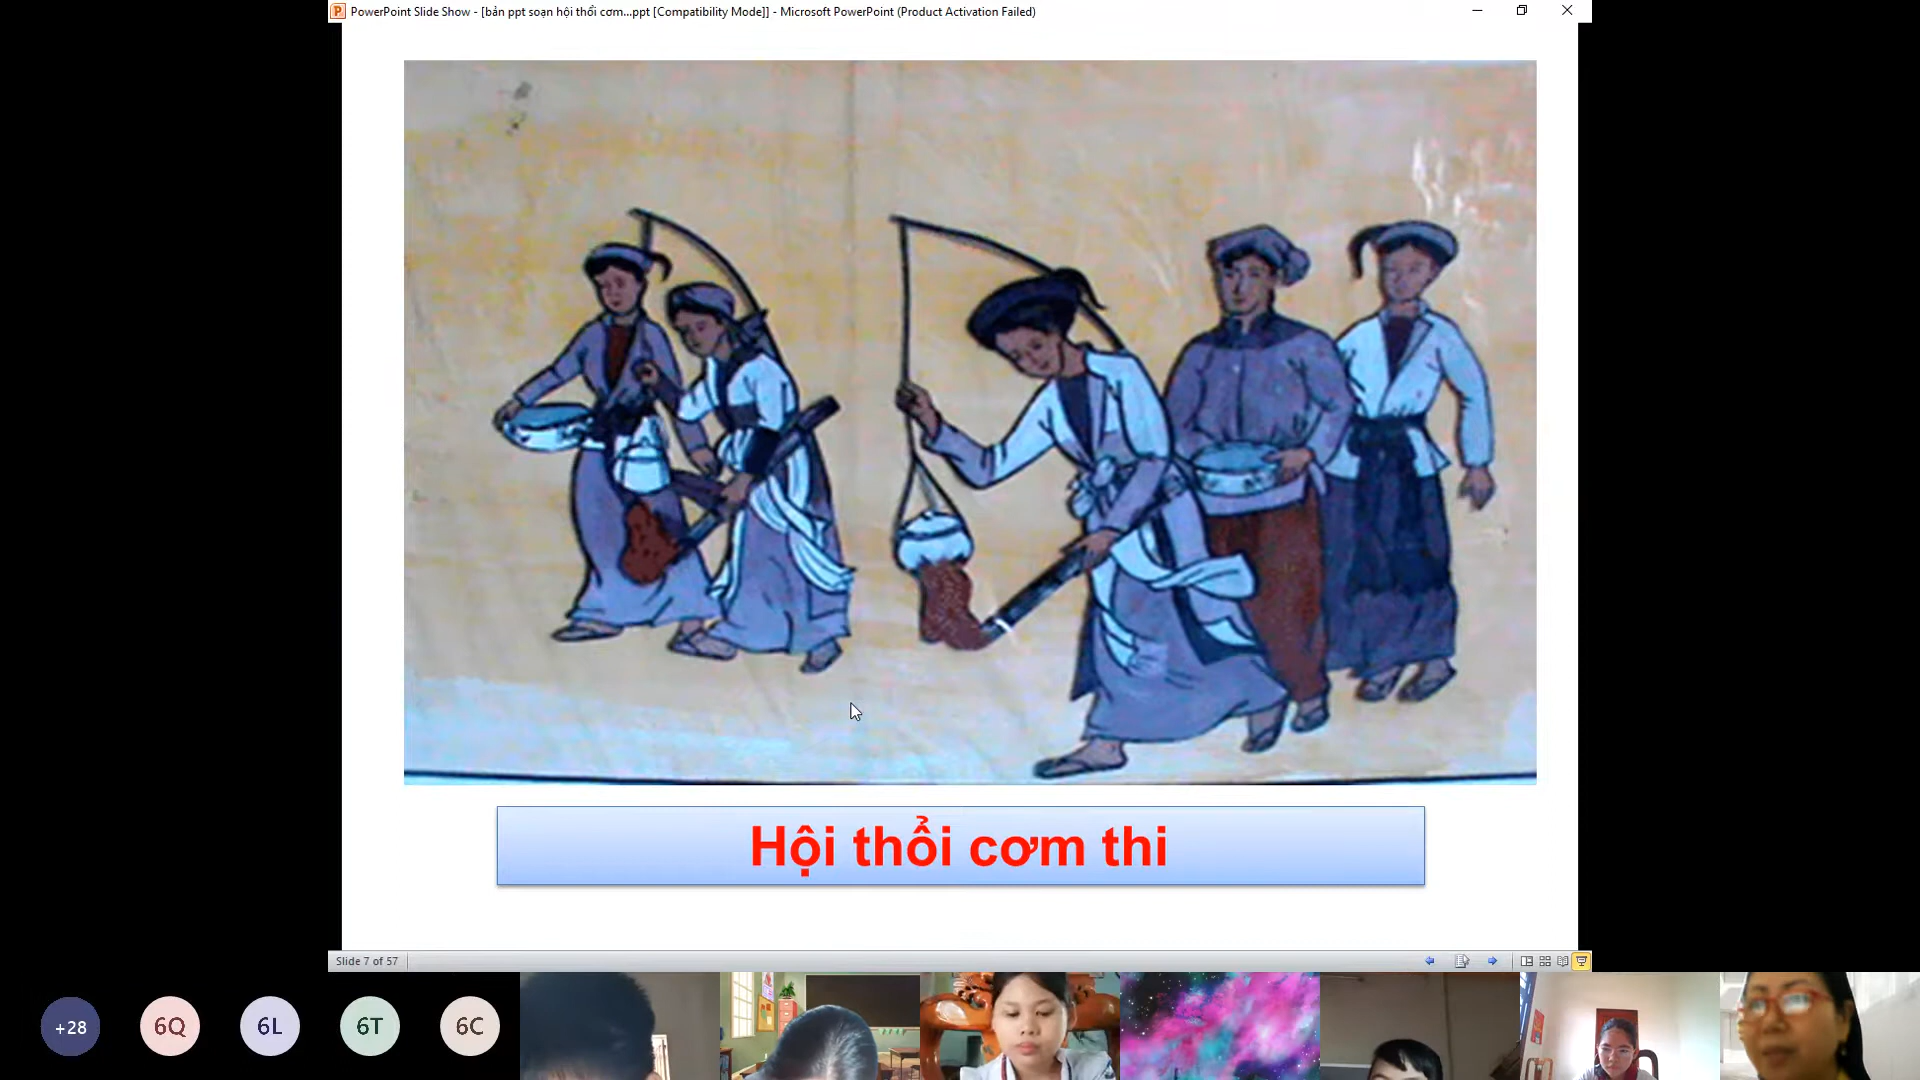 PowerPoint Slide Show - [bản ppt soạn hội thổi cơm...ppt [Compatibility Mode]] - Microsoft PowerPoint (Product Activation Failed)
Hội thổi cơm thi
Slide 7 of 57
+28
6Q
6L
6T
6C